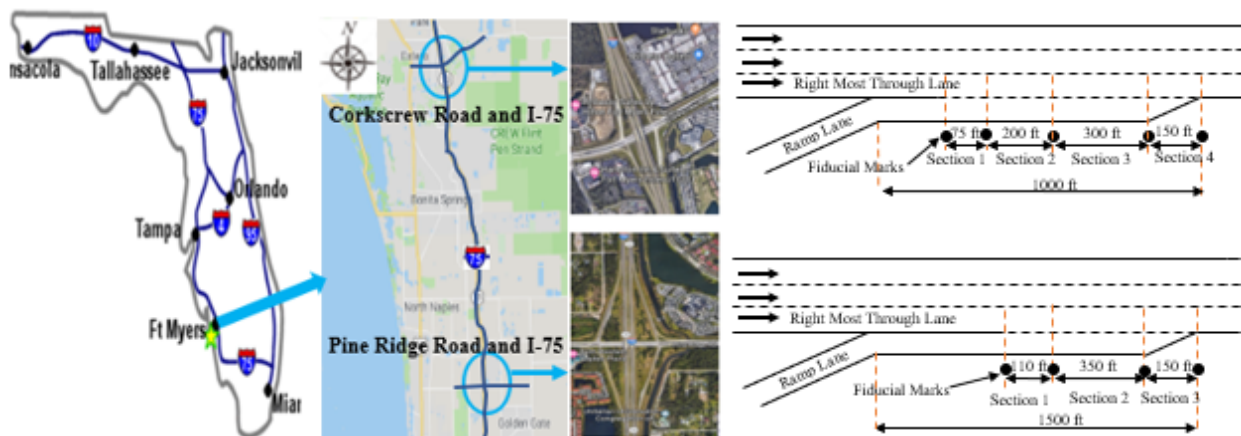 10
nsacola
Tallahassee
Jacksonvil
75
Orlando
4
Tampa
95
Ft Myers
75
Miar
Corkscrew Road and I-75
CREW Flint
Pen Strand
Bonita Springs
75
North Naples
Pine Ridge Road and I-75
Golden Gate
Right Most Through Lane
Ramp Lane
75 ft
200 ft
300 ft
150 ft
Fiducial Marks
Section 1
Section 2
Section 3
Section 4
1000 ft
Right Most Through Lane
Ramp Lane
110 ft
350 ft
150 ft
Fiducial Marks
Section 1
Section 2
Section 3
1500 ft